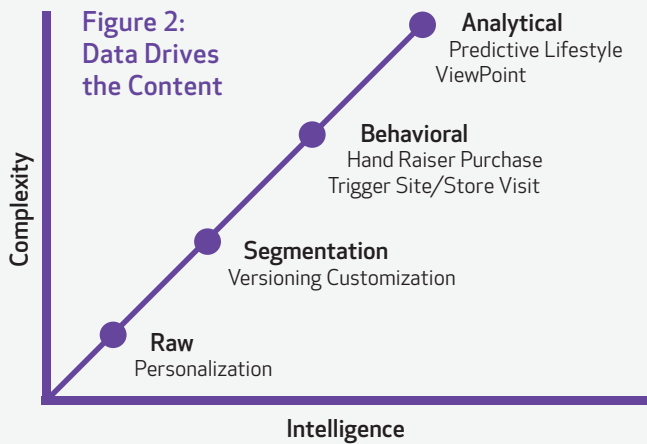 Figure 2:
Data Drives
the Content
Analytical
Predictive Lifestyle
ViewPoint
Behavioral
Hand Raiser Purchase
Trigger Site/Store Visit
Segmentation
Versioning Customization
Raw
Personalization
Complexity
Intelligence